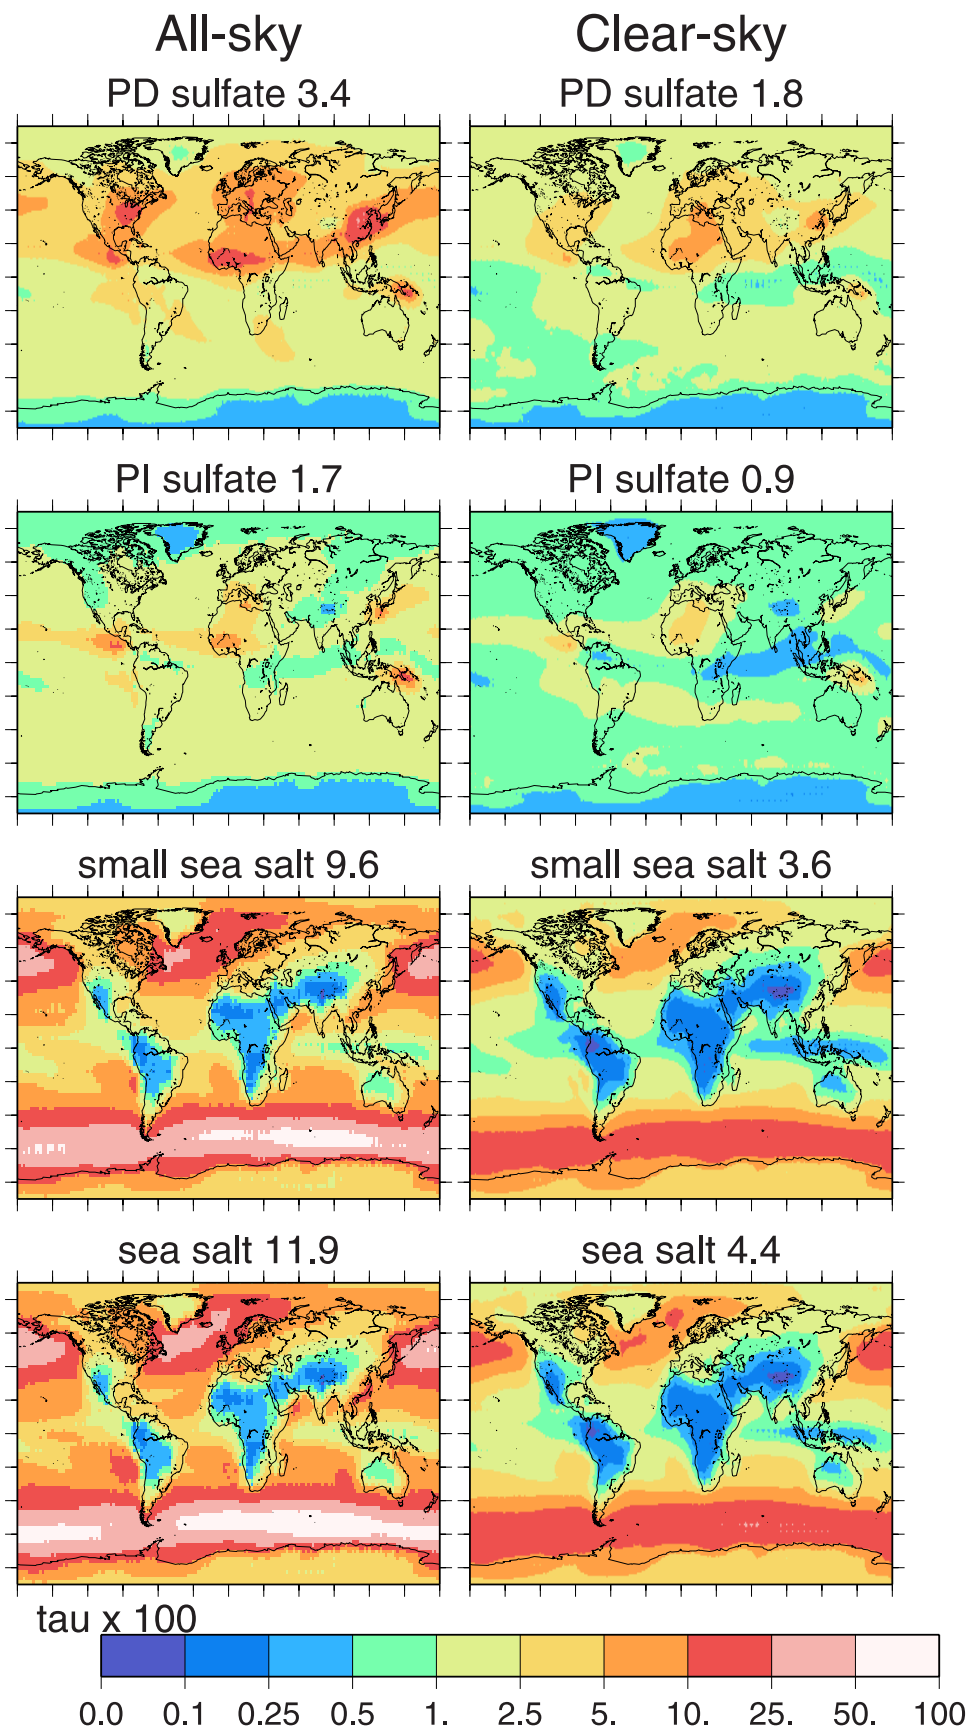 All-sky Clear-sky
PD sulfate 3.4 PD sulfate 1.8
PI sulfate 1.7 PI sulfate 0.9
small sea salt 9.6 small sea salt 3.6
sea salt 11.9 sea salt 4.4
tau x 100
0.0 0.1 0.25 0.5 1. 2.5 5. 10. 25. 50. 100